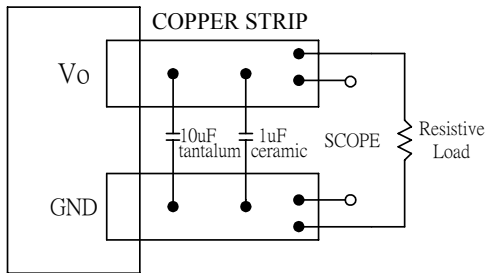 COPPER STRIP
Vo
10uF
tantalum
1uF
ceramic
SCOPE
Resistive
Load
GND